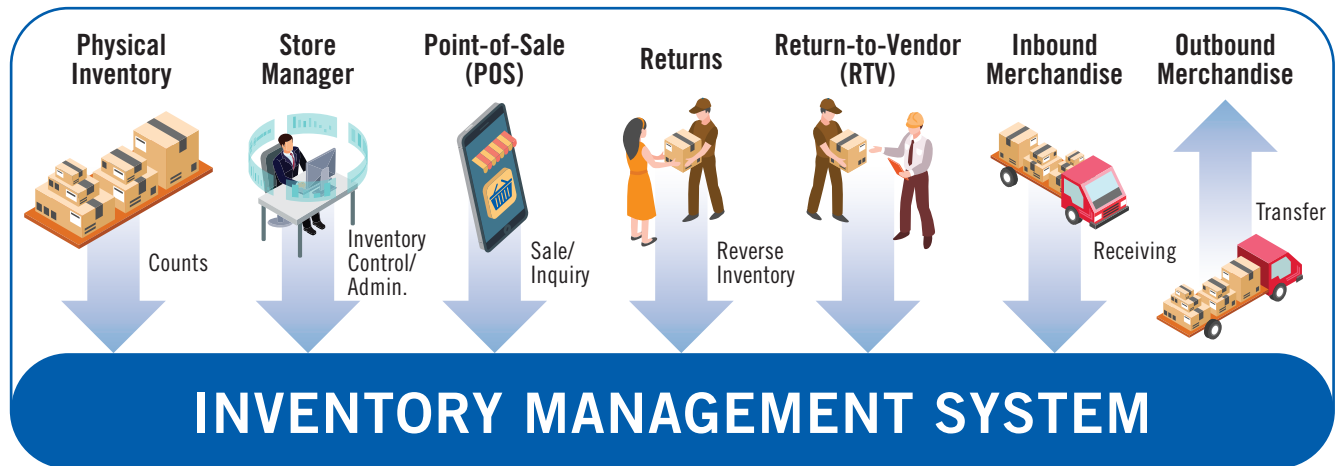 Physical
Inventory
Store
Manager
Point-of-Sale
(POS)
Returns
Return-to-Vendor
(RTV)
Inbound
Merchandise
Outbound
Merchandise
Counts
Inventory
Control/
Admin.
Sale/
Inquiry
Reverse
Inventory
Receiving
Transfer
INVENTORY MANAGEMENT SYSTEM